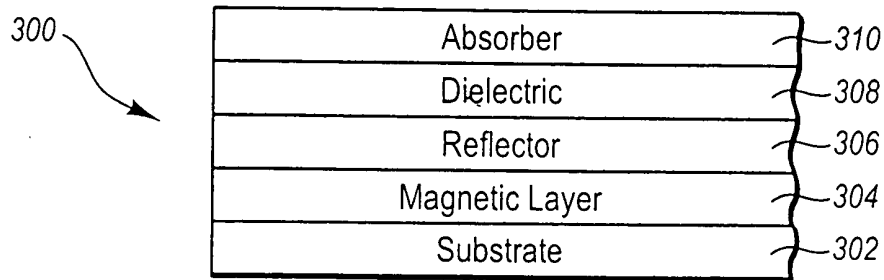 300
Absorber 310
Dielectric 308
Reflector 306
Magnetic Layer 304
Substrate 302